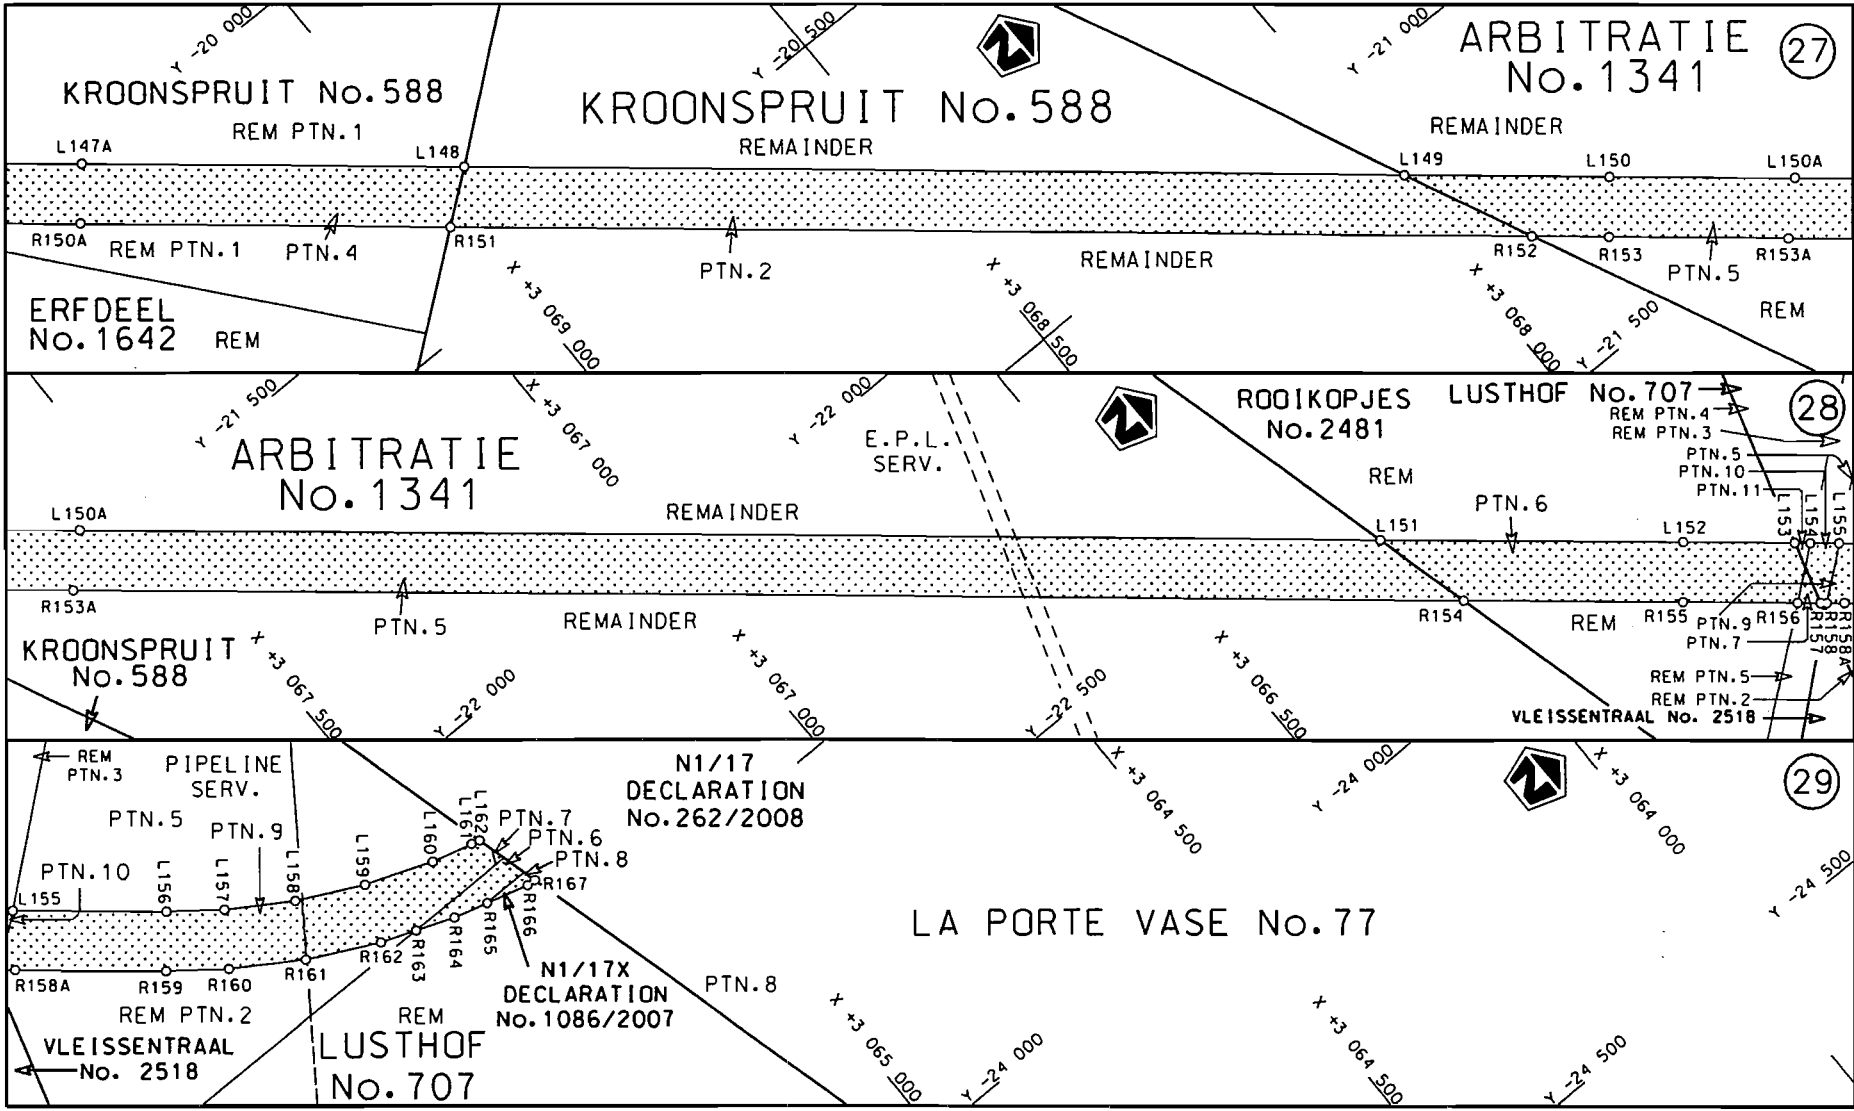 Y -20 000
Y -20 500
Y -21 000
ARBITRATIE
No.1341
27
KROONSPRUIT No.588
REM PTN.1
KROONSPRUIT No.588
REMAINDER
REMAINDER
L147A
L148
L149
L150
L150A
R150A
REM PTN.1
PTN.4
R151
PTN.2
REMAINDER
R152
R153
PTN.5
R153A
ERFDEEL
No.1642
REM
X +3 069 000
X +3 068 500
X +3 068 000
Y -21 500
REM
Y -21 500
X +3 067 000
Y -22 000
E.P.L.
SERV.
ROOIKOPJES
No.2481
LUSTHOF No.707
REM PTN.4
REM PTN.3
PTN.5
PTN.10
PTN.11
28
ARBITRATIE
No.1341
REM
L150A
REMAINDER
L151
PTN.6
L152
L153
L154
L155
R153A
PTN.5
REMAINDER
R154
REM
R155
PTN.9
PTN.7
R156
R157
R158
R158A
KROONSPRUIT
No.588
X +3 067 500
Y -22 000
X +3 067 000
Y -22 500
X +3 066 500
REM PTN.5
REM PTN.2
VLEISSENTRAAL No. 2518
REM
PTN.3
PIPELINE
SERV.
N1/17
DECLARATION
No.262/2008
X +3 064 500
Y -24 000
X +3 064 000
29
PTN.5
PTN.9
PTN.10
L155
L156
L157
L158
L159
L160
L161
L162
PTN.7
PTN.6
PTN.8
R167
Y -24 500
LA PORTE VASE No.77
R158A
R159
R160
R161
R162
R163
R164
R165
R166
REM PTN.2
REM
N1/17X
DECLARATION
No.1086/2007
PTN.8
VLEISSENTRAAL
No. 2518
LUSTHOF
No.707
X +3 065 000
Y -24 000
X +3 064 500
Y -24 500